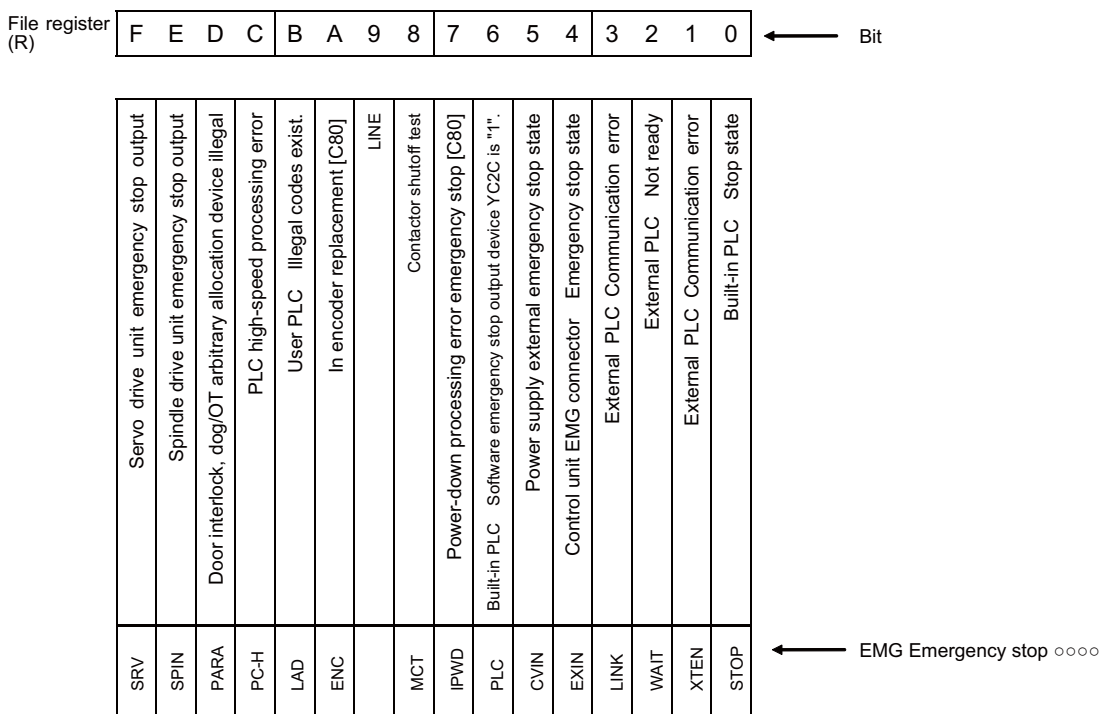 File register
(R)
F E D C B A 9 8 7 6 5 4 3 2 1 0
Bit
Servo drive unit emergency stop output
Spindle drive unit emergency stop output
Door interlock, dog/OT arbitrary allocation device illegal
PLC high-speed processing error
User PLC Illegal codes exist.
In encoder replacement [C80]
LINE
Contactor shutoff test
Power-down processing error emergency stop [C80]
Built-in PLC Software emergency stop output device YC2C is "1".
Power supply external emergency stop state
Control unit EMG connector Emergency stop state
External PLC Communication error
External PLC Not ready
External PLC Communication error
Built-in PLC Stop state
SRV
SPIN
PARA
PC-H
LAD
ENC
MCT
IPWD
PLC
CVIN
EXIN
LINK
WAIT
XTEN
STOP
EMG Emergency stop ○○○○